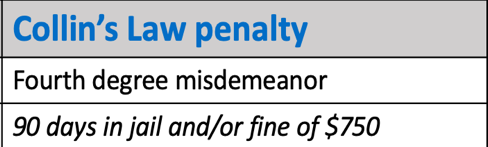 Collin’s Law penalty
Fourth degree misdemeanor
90 days in jail and/or fine of $750